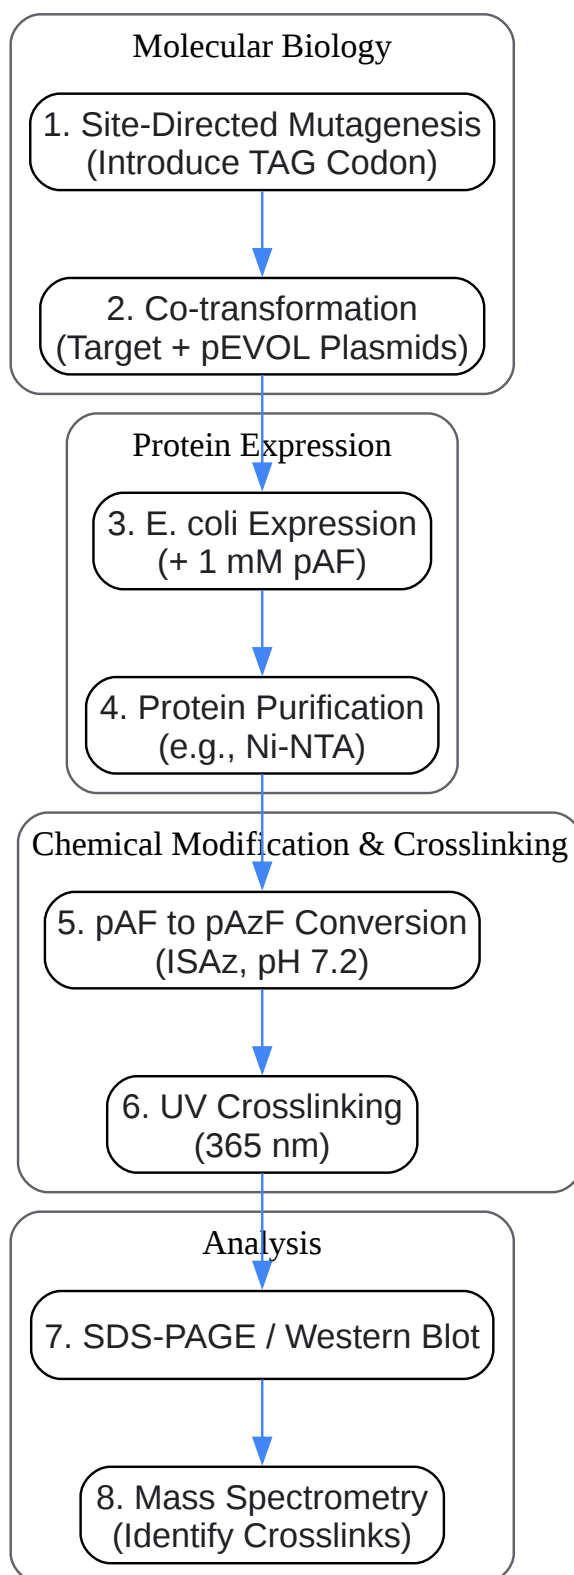 Molecular Biology
1. Site-Directed Mutagenesis
(Introduce TAG Codon)
2. Co-transformation
(Target + pEVOL Plasmids)
Protein Expression
3. E. coli Expression
(+ 1 mM pAF)
4. Protein Purification
(e.g., Ni-NTA)
Chemical Modification & Crosslinking
5. pAF to pAzF Conversion
(ISAz, pH 7.2)
6. UV Crosslinking
(365 nm)
Analysis
7. SDS-PAGE / Western Blot
8. Mass Spectrometry
(Identify Crosslinks)